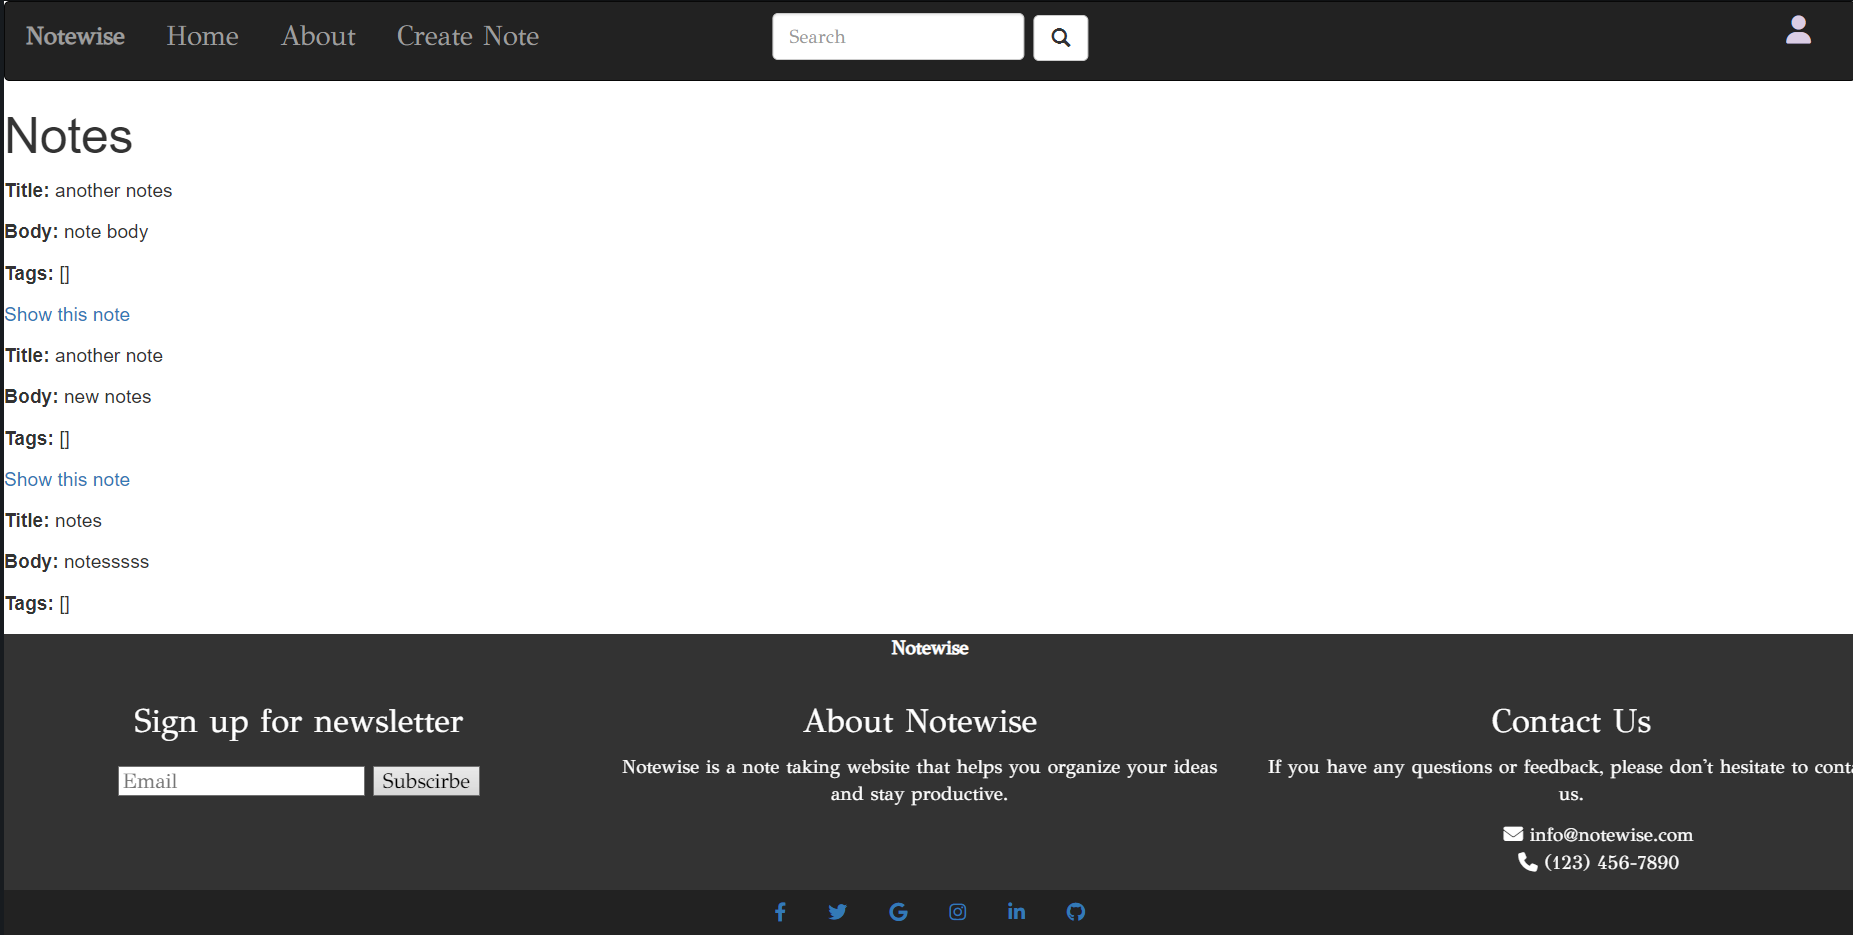 Notewise Home About Create Note Search
Notes
Title: another notes
Body: note body
Tags: []
Show this note
Title: another note
Body: new notes
Tags: []
Show this note
Title: notes
Body: notesssss
Tags: []
Notewise
Sign up for newsletter
Email Subscirbe
About Notewise
Notewise is a note taking website that helps you organize your ideas
and stay productive.
Contact Us
If you have any questions or feedback, please don't hesitate to conta
us.
info@notewise.com
(123) 456-7890